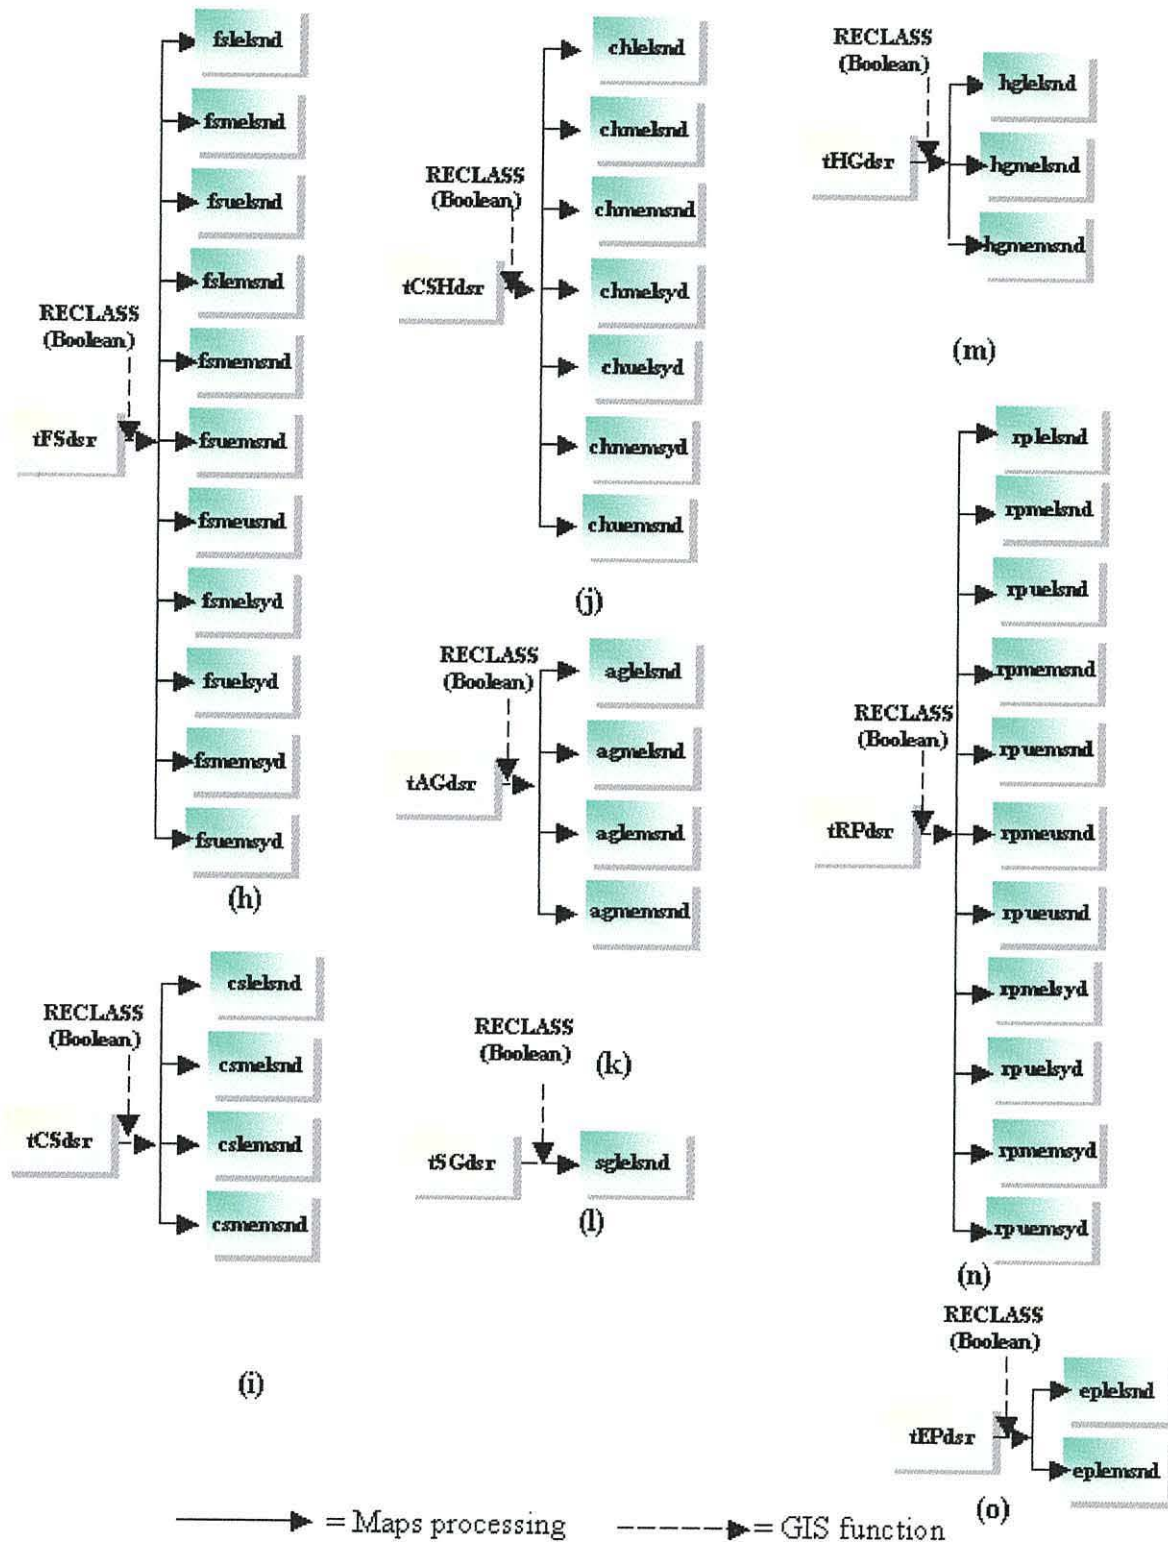 RECLASS
(Boolean)
tFSdsr
fslelsnd
fsmelsnd
fsuelsnd
fslemsnd
fsmemsnd
fsuemsnd
fsmeusnd
fsmelsyd
fsuelsyd
fsmemsyd
fsuemsyd
(h)
RECLASS
(Boolean)
tCSdsr
cslelsnd
csmelsnd
cslemsnd
csmemsnd
(i)
RECLASS
(Boolean)
tCSHdsr
chlelsnd
chmelsnd
chmemsnd
chmelsyd
chuelsyd
chmemsyd
chuemsnd
(j)
RECLASS
(Boolean)
tAGdsr
aglelsnd
agmelsnd
aglemsnd
agmemsnd
(k)
RECLASS
(Boolean)
tSGdsr
sglelsnd
(l)
RECLASS
(Boolean)
tHGdsr
hglelsnd
hgmelsnd
hgmemsnd
(m)
RECLASS
(Boolean)
tRPdsr
rplelsnd
rpmelsnd
rpuelsnd
rpmemsnd
rpuemsnd
rpmeusnd
rpueusnd
rpmelsyd
rpuelsyd
rpmemsyd
rpuemsyd
(n)
RECLASS
(Boolean)
tEPdsr
eplelsnd
eplemsnd
(o)
= Maps processing
= GIS function